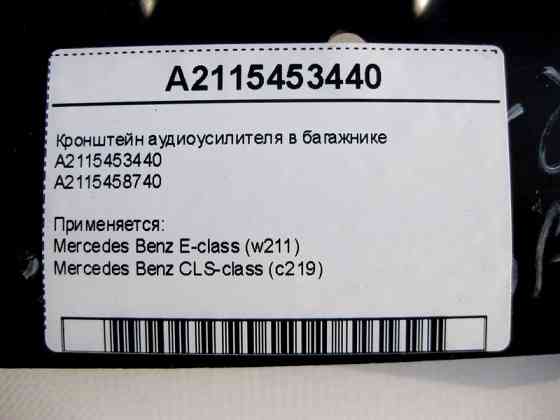 A2115453440
Кронштейн аудиоусилителя в багажнике
A2115453440
A2115458740
Применяется:
Mercedes Benz E-class (w211)
Mercedes Benz CLS-class (c219)